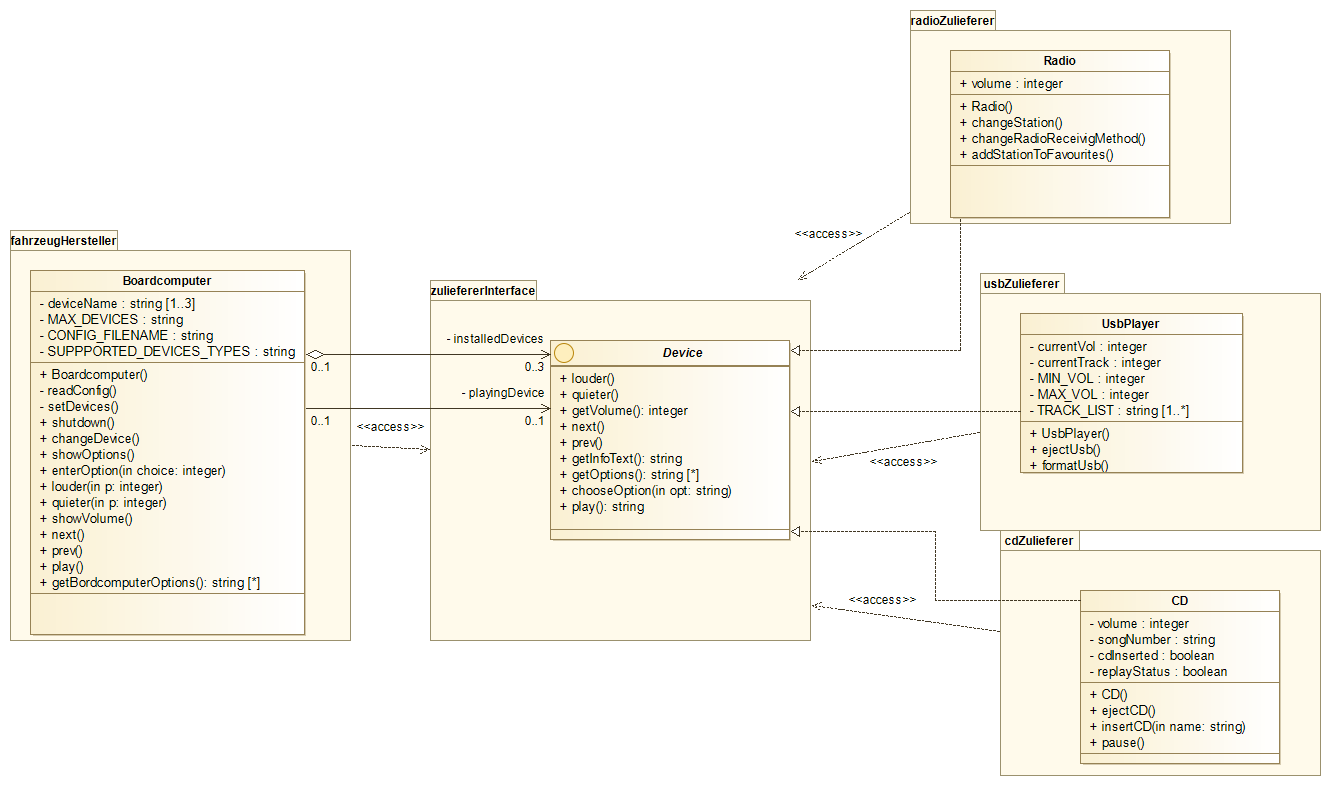 fahrzeugHersteller
Boardcomputer
- deviceName : string [1..3]
- MAX_DEVICES : string
- CONFIG_FILENAME : string
- SUPPPORTED_DEVICES_TYPES : string
+ Boardcomputer()
- readConfig()
- setDevices()
+ shutdown()
+ changeDevice()
+ showOptions()
+ enterOption(in choice: integer)
+ louder(in p: integer)
+ quieter(in p: integer)
+ showVolume()
+ next()
+ prev()
+ play()
+ getBordcomputerOptions(): string [*]
- installedDevices
0..1
0..3
- playingDevice
0..1
0..1
<<access>>
zuliefererInterface
Device
+ louder()
+ quieter()
+ getVolume(): integer
+ next()
+ prev()
+ getInfoText(): string
+ getOptions(): string [*]
+ chooseOption(in opt: string)
+ play(): string
<<access>>
radioZulieferer
Radio
+ volume : integer
+ Radio()
+ changeStation()
+ changeRadioReceivigMethod()
+ addStationToFavourites()
<<access>>
usbZulieferer
UsbPlayer
- currentVol : integer
- currentTrack : integer
- MIN_VOL : integer
- MAX_VOL : integer
- TRACK_LIST : string [1..*]
+ UsbPlayer()
+ ejectUsb()
+ formatUsb()
<<access>>
cdZulieferer
CD
- volume : integer
- songNumber : string
- cdInserted : boolean
- replayStatus : boolean
+ CD()
+ ejectCD()
+ insertCD(in name: string)
+ pause()